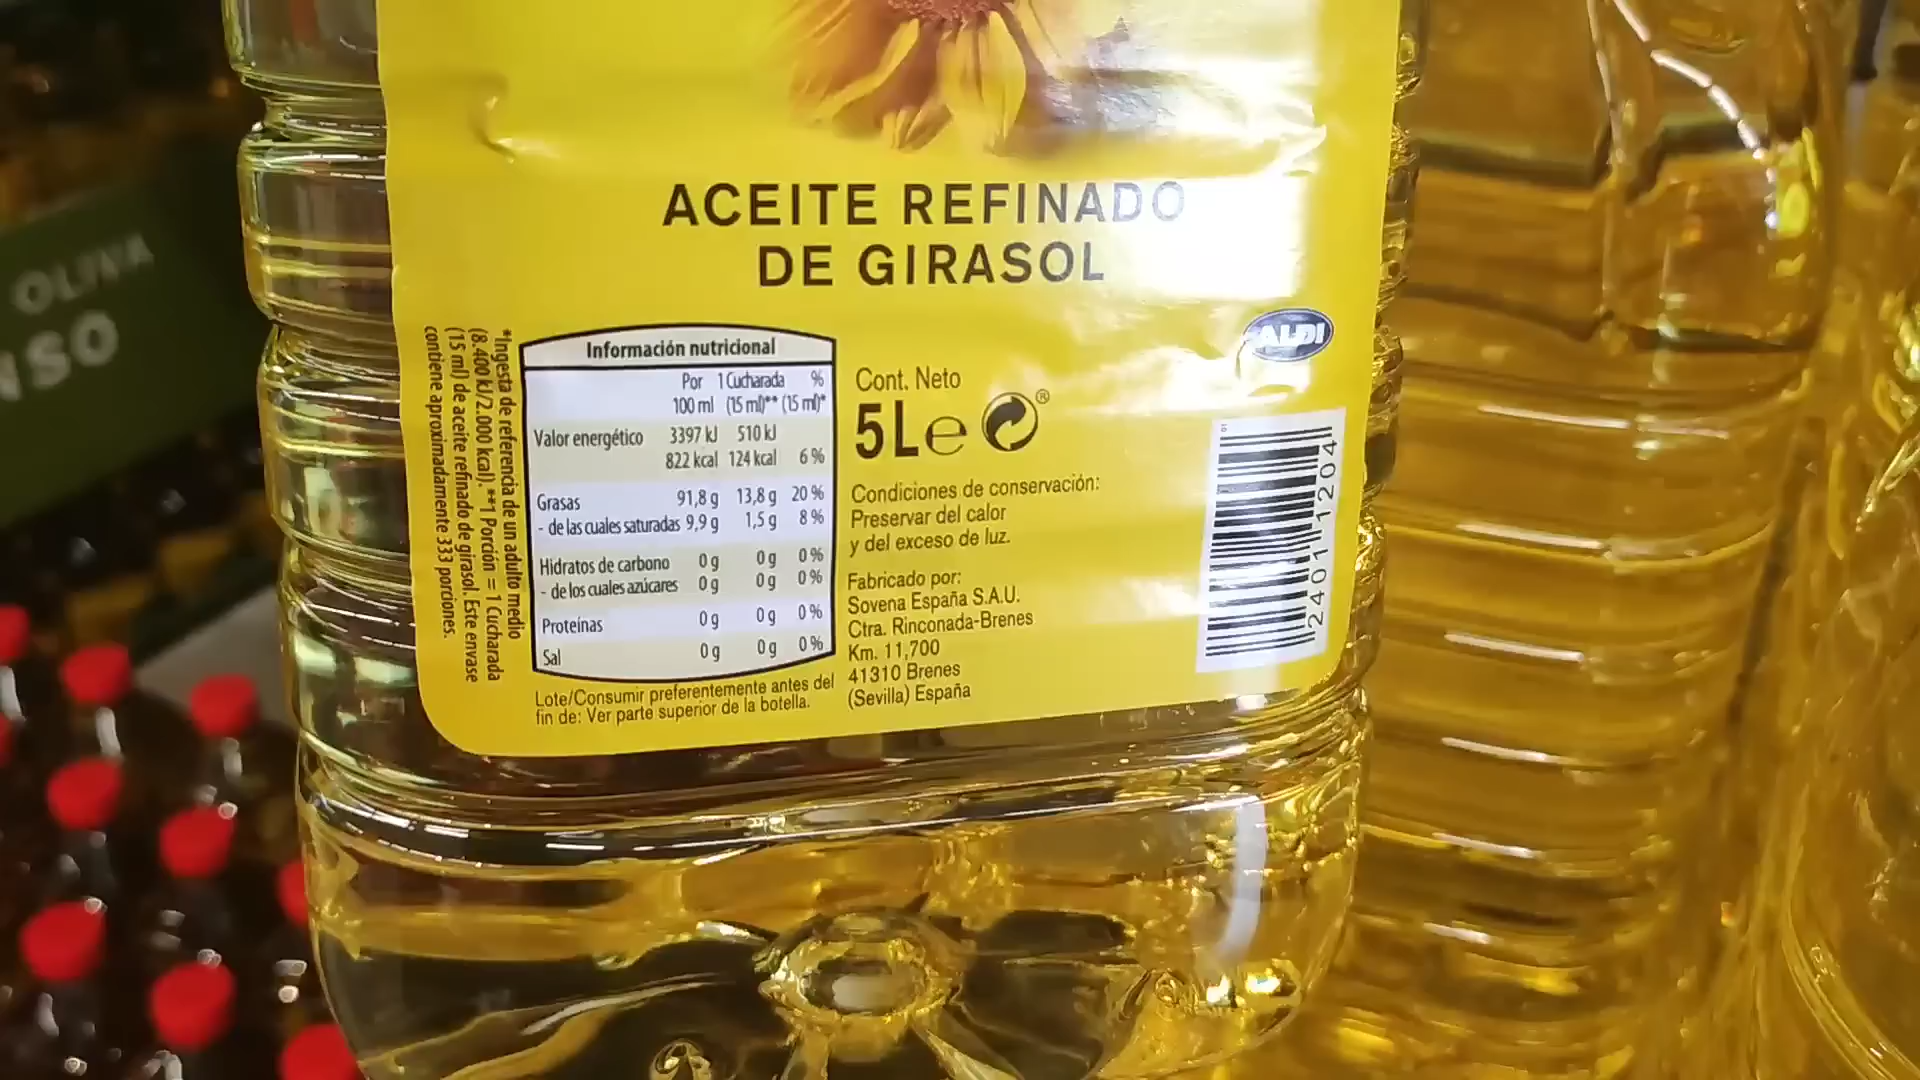 OLIVA
ACEITE REFINADO
DE GIRASOL
ALDI
*Ingesta de referencia de un adulto medio
(8.400 kJ/2.000 kcal). **1 Porción = 1 Cucharada
(15 ml) de aceite refinado de girasol. Este envase
contiene aproximadamente 333 porciones.
Información nutricional
Por 1 Cucharada %
100 ml (15 ml)** (15 ml)*
Valor energético 3397 kJ 510 kJ
822 kcal 124 kcal 6 %
Grasas 91,8 g 13,8 g 20 %
- de las cuales saturadas 9,9 g 1,5 g 8 %
Hidratos de carbono 0 g 0 g 0 %
- de los cuales azúcares 0 g 0 g 0 %
Proteínas 0 g 0 g 0 %
Sal 0 g 0 g 0 %
Lote/Consumir preferentemente antes del
fin de: Ver parte superior de la botella.
Cont. Neto
5L e
Condiciones de conservación:
Preservar del calor
y del exceso de luz.
Fabricado por:
Sovena España S.A.U.
Ctra. Rinconada-Brenes
Km. 11,700
41310 Brenes
(Sevilla) España
24011204